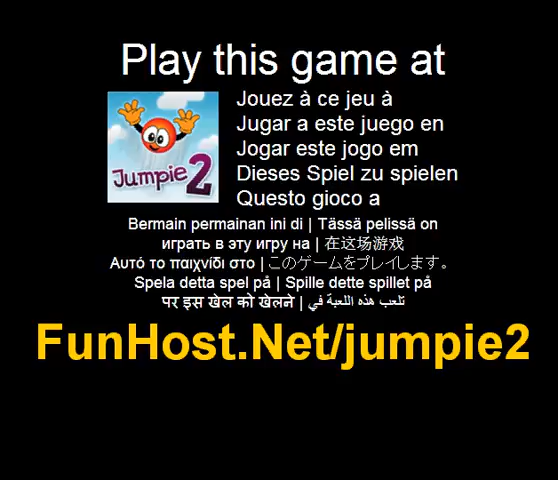 Play this game at
Jumpie 2
Jouez à ce jeu à
Jugar a este juego en
Jogar este jogo em
Dieses Spiel zu spielen
Questo gioco a
Bermain permainan ini di | Tässä pelissä on
играть в эту игру на | 在这场游戏
Αυτό το παιχνίδι στο | このゲームをプレイします。
Spela detta spel på | Spille dette spillet på
पर इस खेल को खेलने | تلعب هذه اللعبة في
FunHost.Net/jumpie2